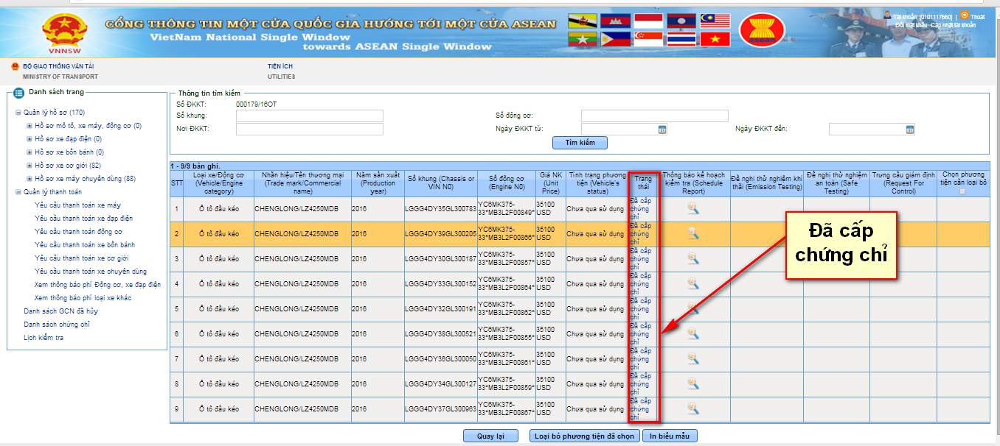 CỔNG THÔNG TIN MỘT CỬA QUỐC GIA HƯỚNG TỚI MỘT CỬA ASEAN
VietNam National Single Window
towards ASEAN Single Window
VNNSW
asean
Tài khoản: [0101117660] | Thoát
Đổi mật khẩu Cập nhật tài khoản
BỘ GIAO THÔNG VẬN TẢI
MINISTRY OF TRANSPORT
TIỆN ÍCH
UTILITIES
Danh sách trang
Quản lý hồ sơ (170)
Hồ sơ mô tô, xe máy, động cơ (0)
Hồ sơ xe đạp điện (0)
Hồ sơ xe bốn bánh (0)
Hồ sơ xe cơ giới (82)
Hồ sơ xe máy chuyên dùng (88)
Quản lý thanh toán
Yêu cầu thanh toán xe máy
Yêu cầu thanh toán xe đạp điện
Yêu cầu thanh toán động cơ
Yêu cầu thanh toán xe bốn bánh
Yêu cầu thanh toán xe cơ giới
Yêu cầu thanh toán xe chuyên dùng
Xem thông báo phí Động cơ, xe đạp điện
Xem thông báo phí loại xe khác
Danh sách GCN đã hủy
Danh sách chứng chỉ
Lịch kiểm tra
Thông tin tìm kiếm
Số ĐKKT: 000179/16OT
Số khung: Số động cơ:
Nơi ĐKKT: Ngày ĐKKT từ: Ngày ĐKKT đến:
Tìm kiếm
1 - 9/9 bản ghi.
STT Loại xe/Động cơ (Vehicle/Engine category) Nhãn hiệu/Tên thương mại (Trade mark/Commercial name) Năm sản xuất (Production year) Số khung (Chassis or VIN N0) Số động cơ (Engine N0) Giá NK (Unit Price) Tình trạng phương tiện (Vehicle's status) Trạng thái Thông báo kế hoạch kiểm tra (Schedule Report) Đề nghị thử nghiệm khí thải (Emission Testing) Đề nghị thử nghiệm an toàn (Safe Testing) Trưng cầu giám định (Request For Control) Chọn phương tiện cần loại bỏ
1 Ô tô đầu kéo CHENGLONG/LZ4250MDB 2016 LGGG4DY35GL300783 YC6MK375-33*MB3L2F00849* 35100 USD Chưa qua sử dụng Đã cấp chứng chỉ
2 Ô tô đầu kéo CHENGLONG/LZ4250MDB 2016 LGGG4DY39GL300205 YC6MK375-33*MB3L2F00866* 35100 USD Chưa qua sử dụng Đã cấp chứng chỉ
3 Ô tô đầu kéo CHENGLONG/LZ4250MDB 2016 LGGG4DY30GL300187 YC6MK375-33*MB3L2F00857* 35100 USD Chưa qua sử dụng Đã cấp chứng chỉ
4 Ô tô đầu kéo CHENGLONG/LZ4250MDB 2016 LGGG4DY33GL300152 YC6MK375-33*MB3L2F00864* 35100 USD Chưa qua sử dụng Đã cấp chứng chỉ
5 Ô tô đầu kéo CHENGLONG/LZ4250MDB 2016 LGGG4DY32GL300191 YC6MK375-33*MB3L2F00862* 35100 USD Chưa qua sử dụng Đã cấp chứng chỉ
6 Ô tô đầu kéo CHENGLONG/LZ4250MDB 2016 LGGG4DY38GL300521 YC6MK375-33*MB3L2F00855* 35100 USD Chưa qua sử dụng Đã cấp chứng chỉ
7 Ô tô đầu kéo CHENGLONG/LZ4250MDB 2016 LGGG4DY36GL300050 YC6MK375-33*MB3L2F00861* 35100 USD Chưa qua sử dụng Đã cấp chứng chỉ
8 Ô tô đầu kéo CHENGLONG/LZ4250MDB 2016 LGGG4DY34GL300127 YC6MK375-33*MB3L2F00859* 35100 USD Chưa qua sử dụng Đã cấp chứng chỉ
9 Ô tô đầu kéo CHENGLONG/LZ4250MDB 2016 LGGG4DY37GL300963 YC6MK375-33*MB3L2F00867* 35100 USD Chưa qua sử dụng Đã cấp chứng chỉ
Đã cấp
chứng chỉ
Quay lại Loại bỏ phương tiện đã chọn In biểu mẫu